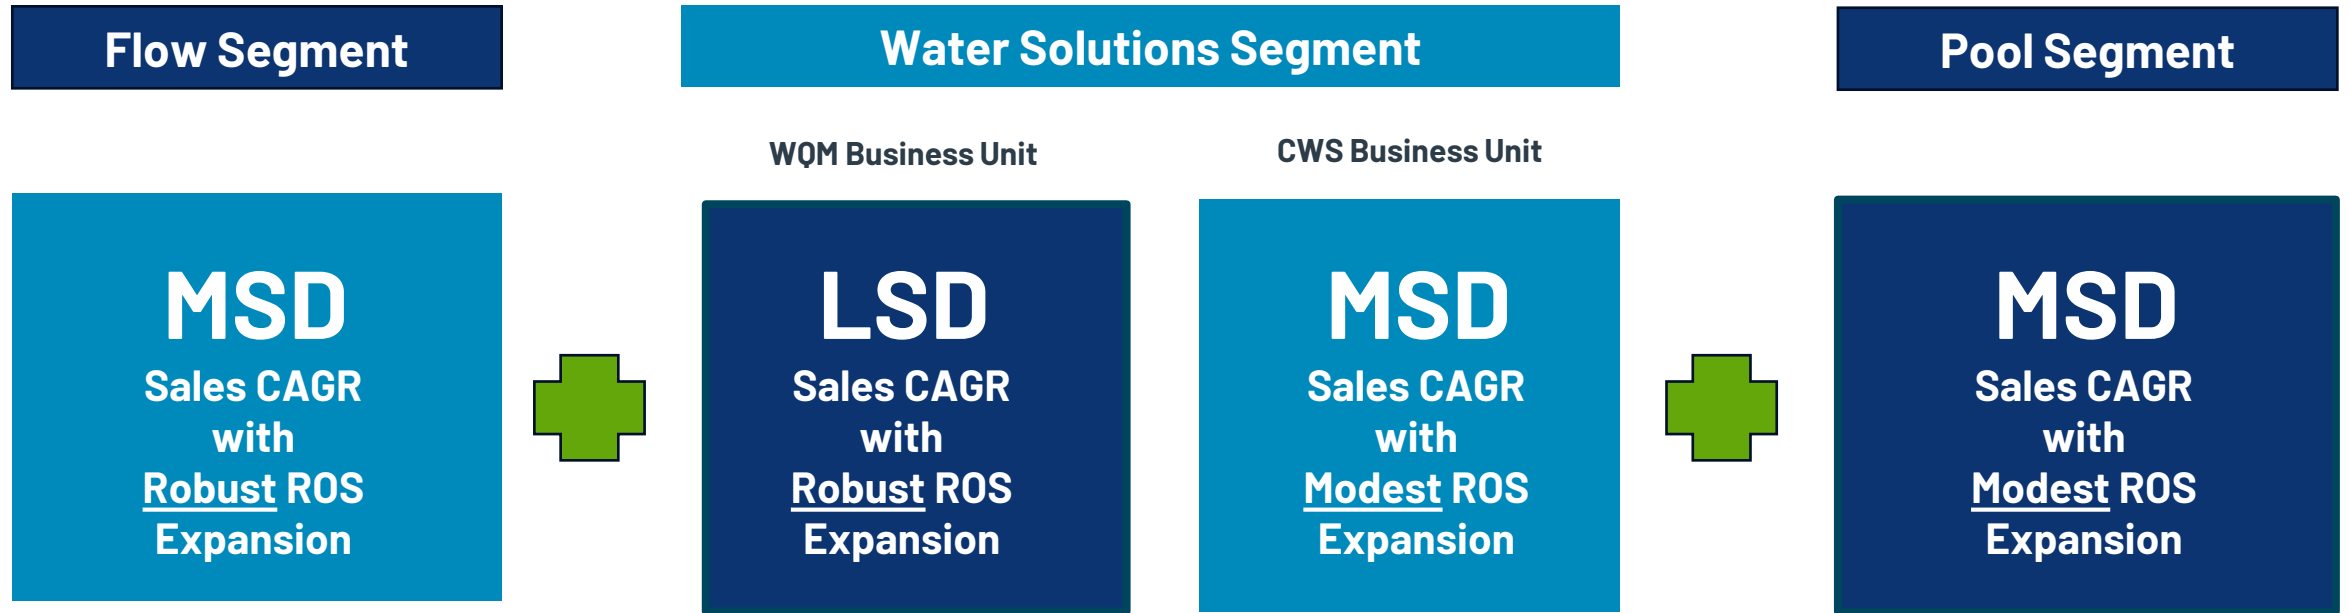 Flow Segment
Water Solutions Segment
Pool Segment
WQM Business Unit
CWS Business Unit
MSD
Sales CAGR
with
Robust ROS
Expansion
LSD
Sales CAGR
with
Robust ROS
Expansion
MSD
Sales CAGR
with
Modest ROS
Expansion
MSD
Sales CAGR
with
Modest ROS
Expansion